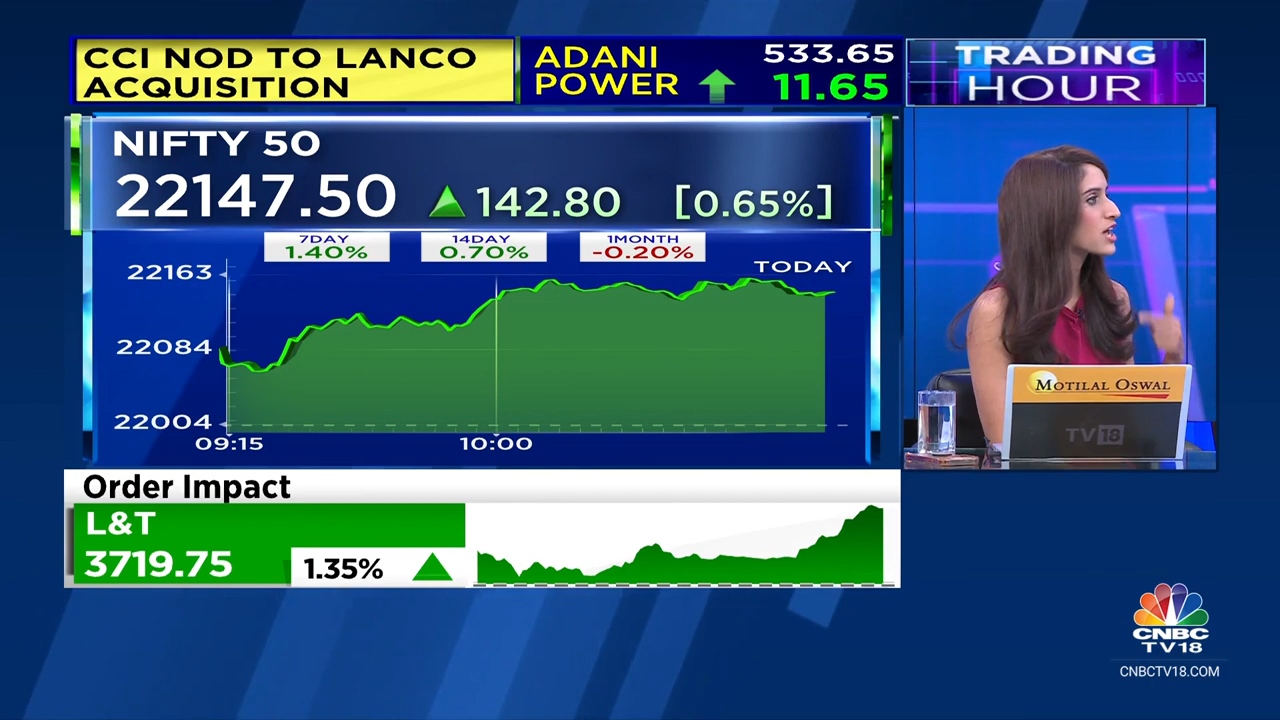 CCI NOD TO LANCO
ACQUISITION
ADANI
POWER
533.65
11.65
TRADING
HOUR
NIFTY 50
22147.50
142.80
[0.65%]
7DAY
1.40%
14DAY
0.70%
1MONTH
-0.20%
TODAY
22163
22084
22004
09:15
10:00
MOTILAL OSWAL
TV18
Order Impact
L&T
3719.75
1.35%
CNBC
TV18
CNBCTV18.COM